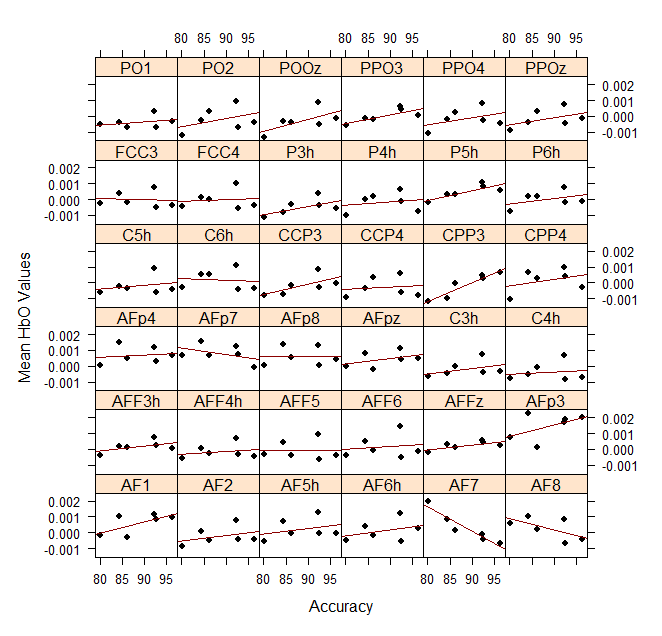 80 85 90 95 80 85 90 95 80 85 90 95
PO1 PO2 POOz PPO3 PPO4 PPOz
0.002
0.001
0.000
-0.001
FCC3 FCC4 P3h P4h P5h P6h
0.002
0.001
0.000
-0.001
C5h C6h CCP3 CCP4 CPP3 CPP4
0.002
0.001
0.000
-0.001
AFp4 AFp7 AFp8 AFpz C3h C4h
0.002
0.001
0.000
-0.001
AFF3h AFF4h AFF5 AFF6 AFFz AFp3
0.002
0.001
0.000
-0.001
AF1 AF2 AF5h AF6h AF7 AF8
0.002
0.001
0.000
-0.001
80 85 90 95 80 85 90 95 80 85 90 95
Mean HbO Values
Accuracy